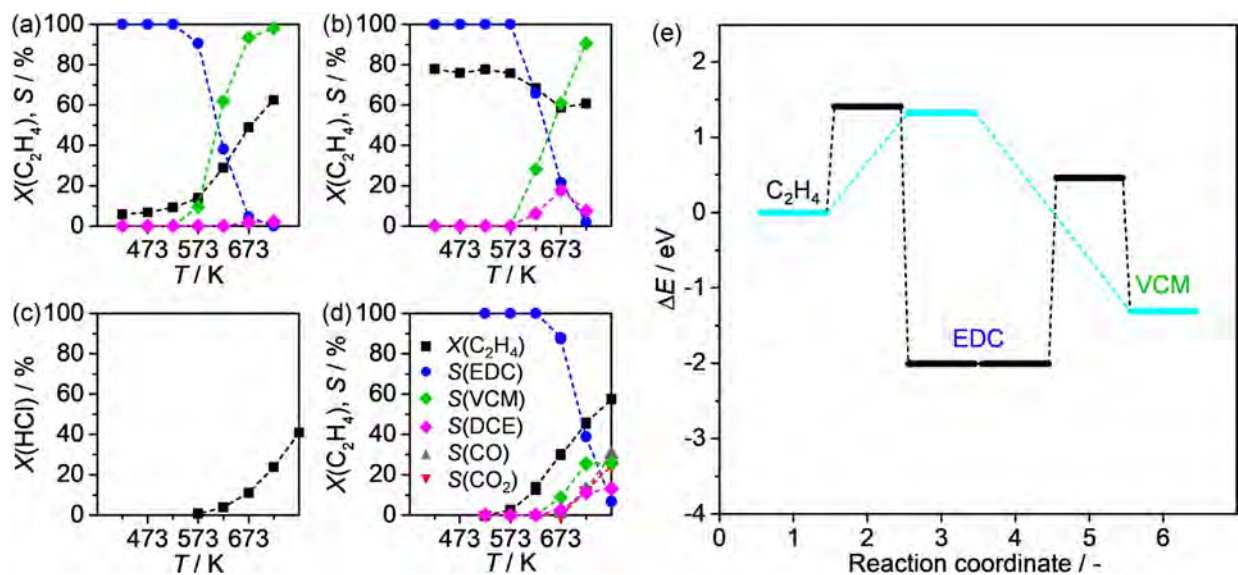 (a)
X(C₂H₄), S / %
100
80
60
40
20
0
473 573 673
T / K
(b)
X(C₂H₄), S / %
100
80
60
40
20
0
473 573 673
T / K
(c)
X(HCl) / %
100
80
60
40
20
0
473 573 673
T / K
(d)
X(C₂H₄), S / %
100
80
60
40
20
0
X(C₂H₄)
S(EDC)
S(VCM)
S(DCE)
S(CO)
S(CO₂)
473 573 673
T / K
(e)
ΔE / eV
2
1
0
-1
-2
-3
-4
C₂H₄
EDC
VCM
1 2 3 4 5 6
Reaction coordinate / -